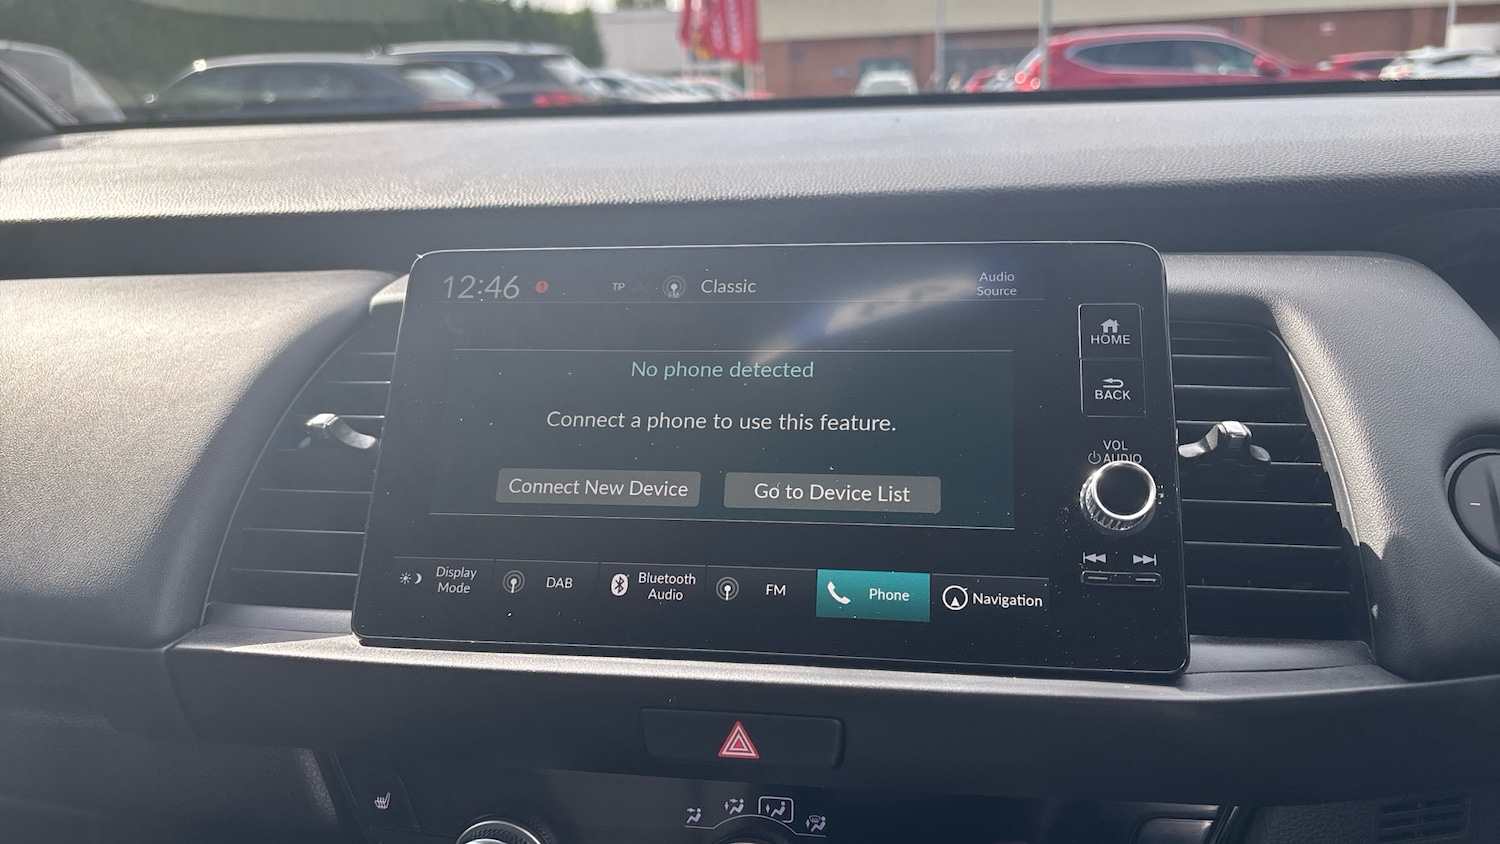 12:46
TP
FM
Classic
Audio
Source
HOME
No phone detected
BACK
Connect a phone to use this feature.
VOL
AUDIO
Connect New Device
Go to Device List
Display
Mode
DAB
Bluetooth
Audio
FM
Phone
Navigation